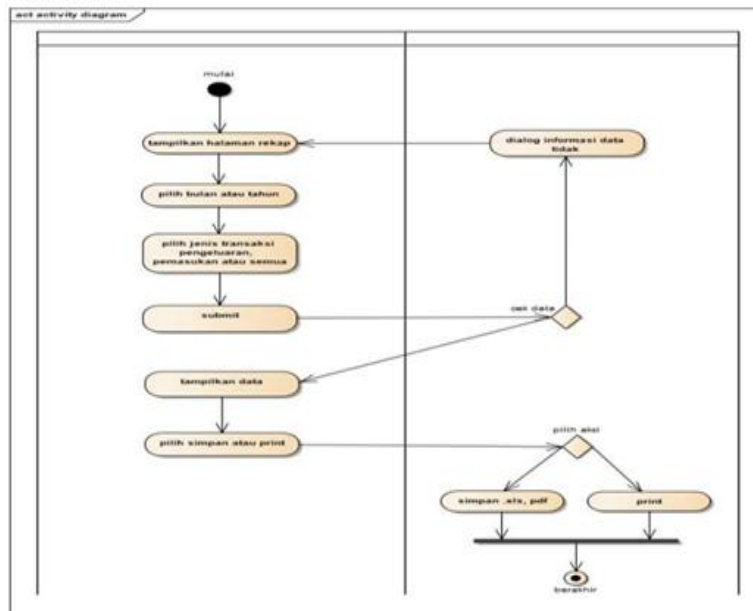 act activity diagram
mulai
tampilkan halaman rekap
dialog informasi data
tidak
pilih bulan atau tahun
pilih jenis transaksi
pengeluaran,
pemasukan atau semua
submit
cek data
tampilkan data
pilih simpan atau print
pilih aksi
simpan .xls, pdf
print
berakhir